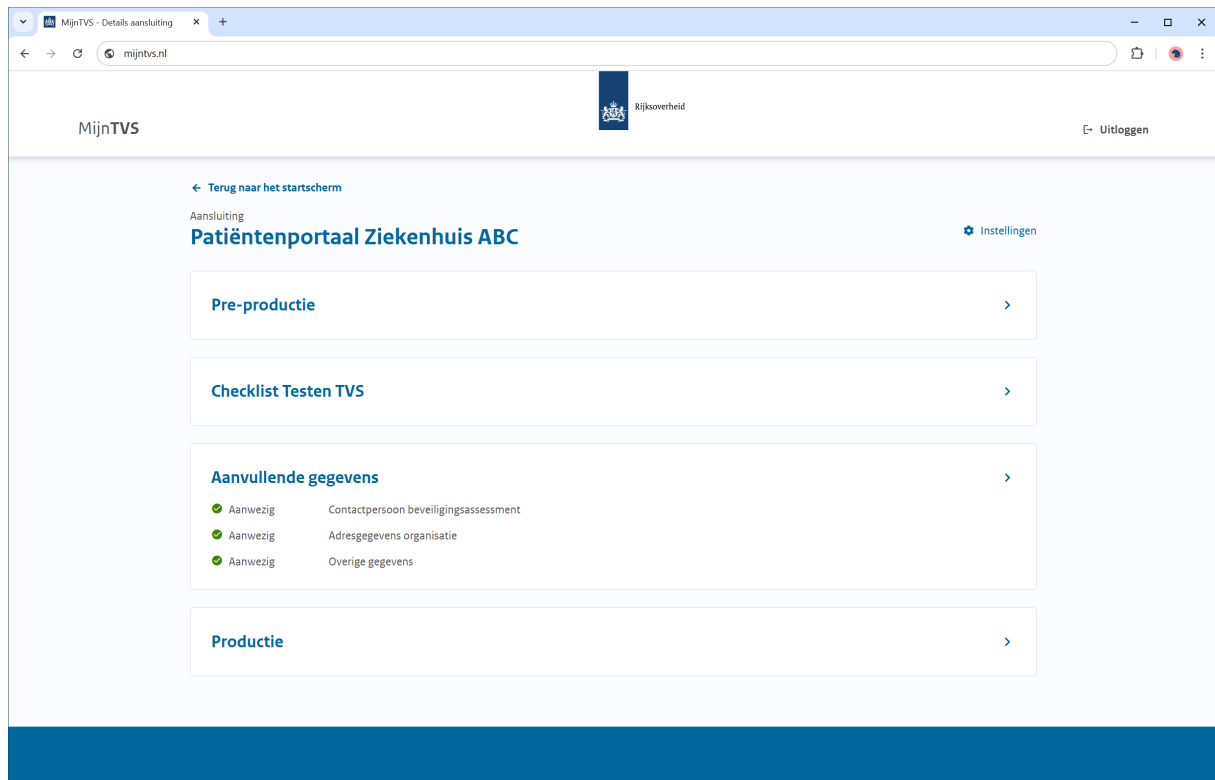 MijnTVS - Details aansluiting
mijntvs.nl
Rijksoverheid
MijnTVS
Uitloggen
Terug naar het startscherm
Aansluiting
Patiëntenportaal Ziekenhuis ABC
Instellingen
Pre-productie
Checklist Testen TVS
Aanvullende gegevens
Aanwezig Contactpersoon beveiligingsassessment
Aanwezig Adresgegevens organisatie
Aanwezig Overige gegevens
Productie